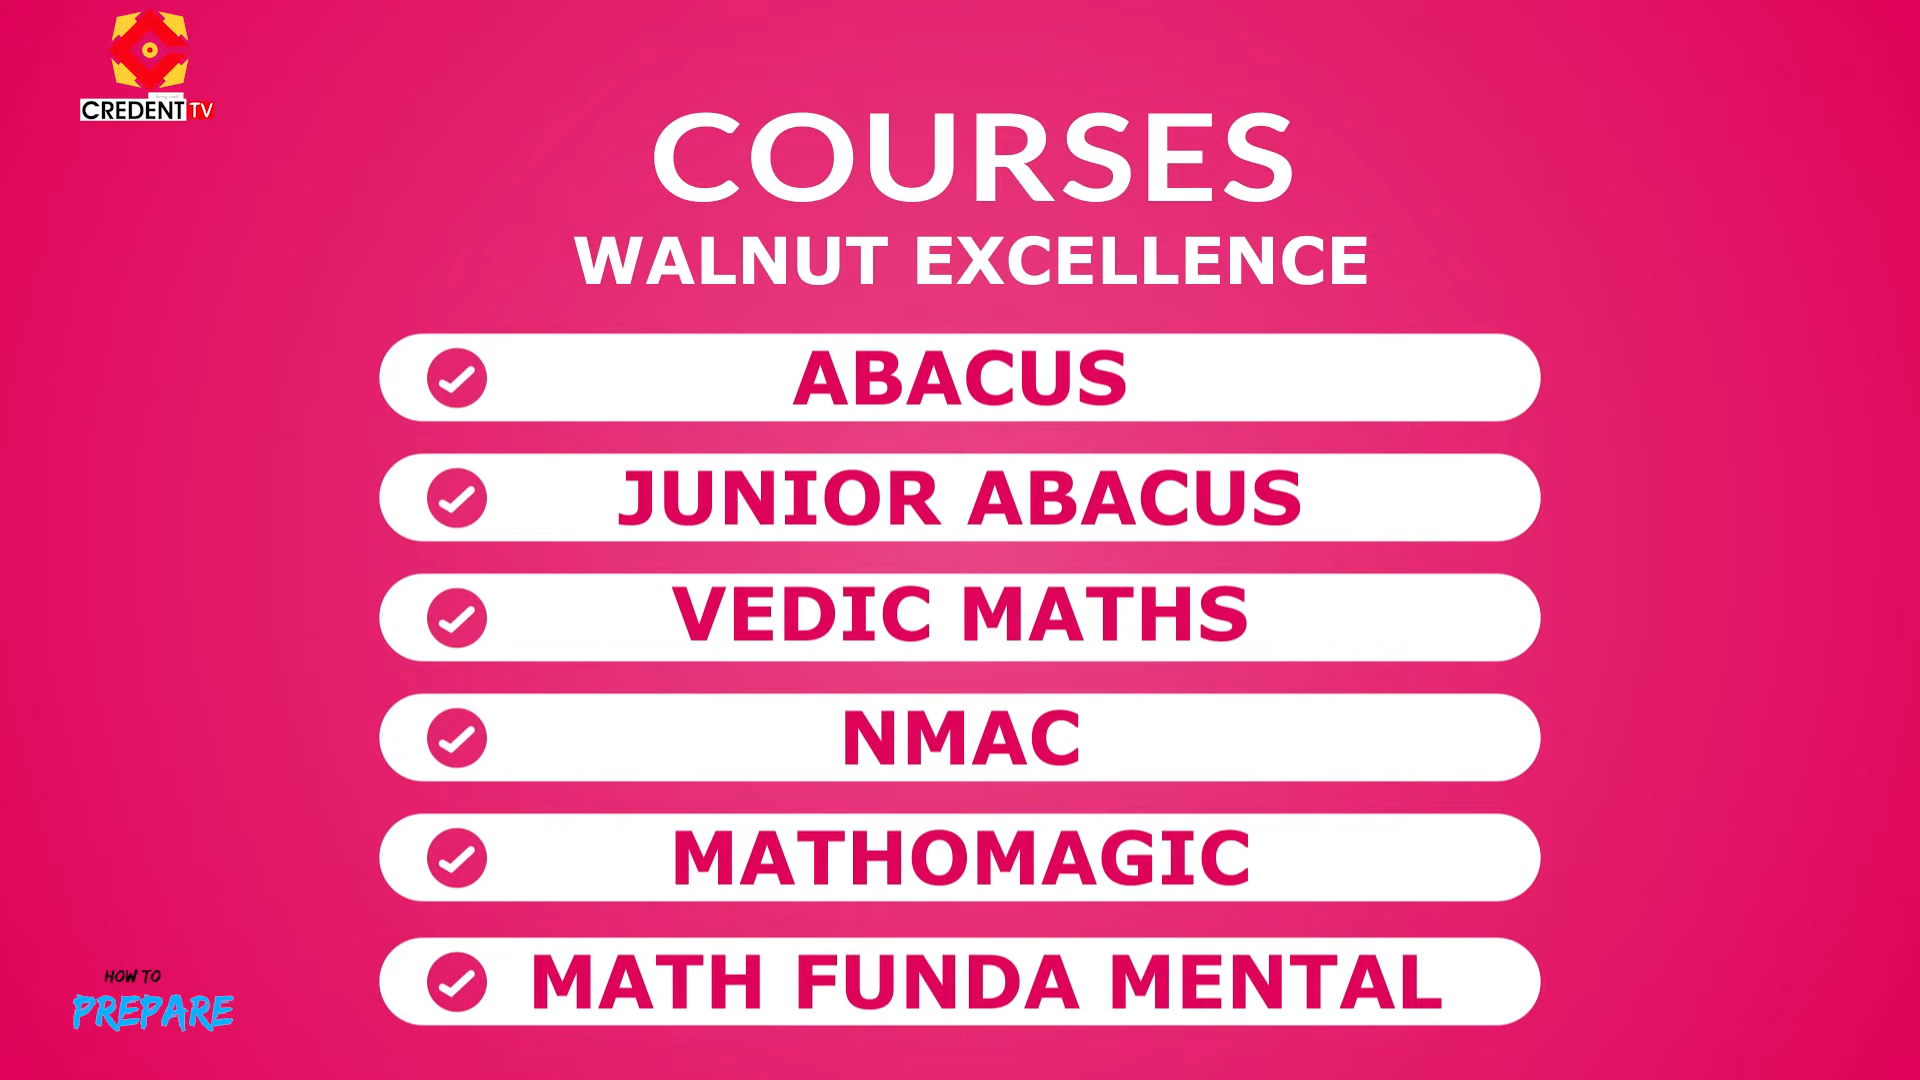 CREDENT TV
COURSES
WALNUT EXCELLENCE
ABACUS
JUNIOR ABACUS
VEDIC MATHS
NMAC
MATHOMAGIC
MATH FUNDA MENTAL
HOW TO
PREPARE